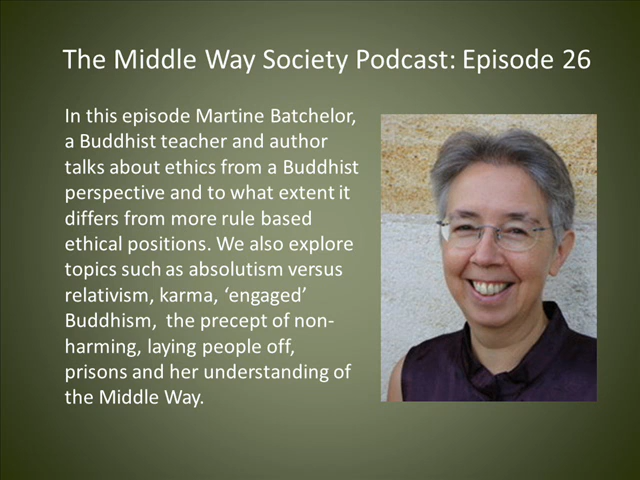 The Middle Way Society Podcast: Episode 26
In this episode Martine Batchelor,
a Buddhist teacher and author
talks about ethics from a Buddhist
perspective and to what extent it
differs from more rule based
ethical positions. We also explore
topics such as absolutism versus
relativism, karma, ‘engaged’
Buddhism,  the precept of non-
harming, laying people off,
prisons and her understanding of
the Middle Way.